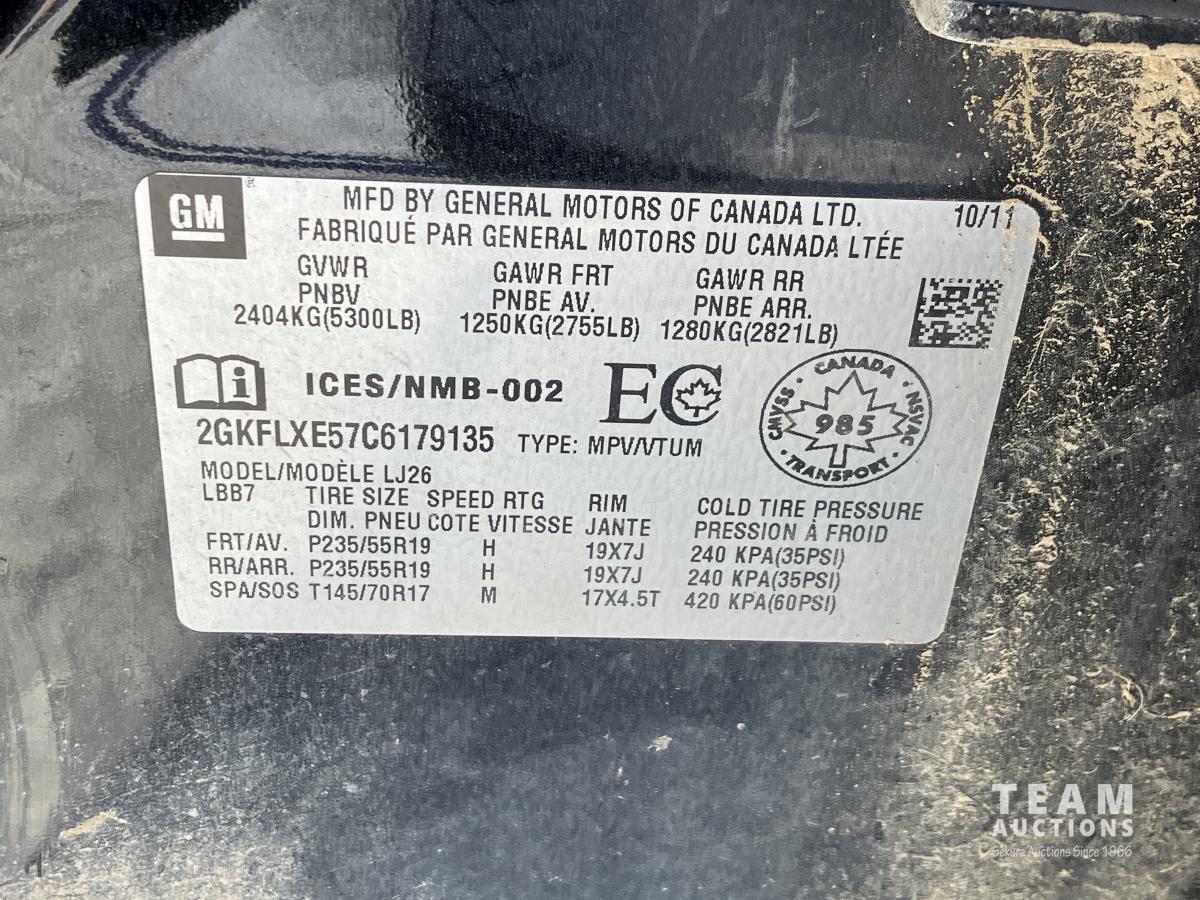 GM
MFD BY GENERAL MOTORS OF CANADA LTD. 10/11
FABRIQUÉ PAR GENERAL MOTORS DU CANADA LTÉE
GVWR GAWR FRT GAWR RR
PNBV PNBE AV. PNBE ARR.
2404KG(5300LB) 1250KG(2755LB) 1280KG(2821LB)
i ICES/NMB-002 EC
CANADA
CMVSS 985 NSVAC
TRANSPORT
2GKFLXE57C6179135 TYPE: MPV/VTUM
MODEL/MODÈLE LJ26
LBB7 TIRE SIZE SPEED RTG RIM COLD TIRE PRESSURE
DIM. PNEU COTE VITESSE JANTE PRESSION À FROID
FRT/AV. P235/55R19 H 19X7J 240 KPA(35PSI)
RR/ARR. P235/55R19 H 19X7J 240 KPA(35PSI)
SPA/SOS T145/70R17 M 17X4.5T 420 KPA(60PSI)
TEAM
AUCTIONS
Sekura Auctions Since 1966